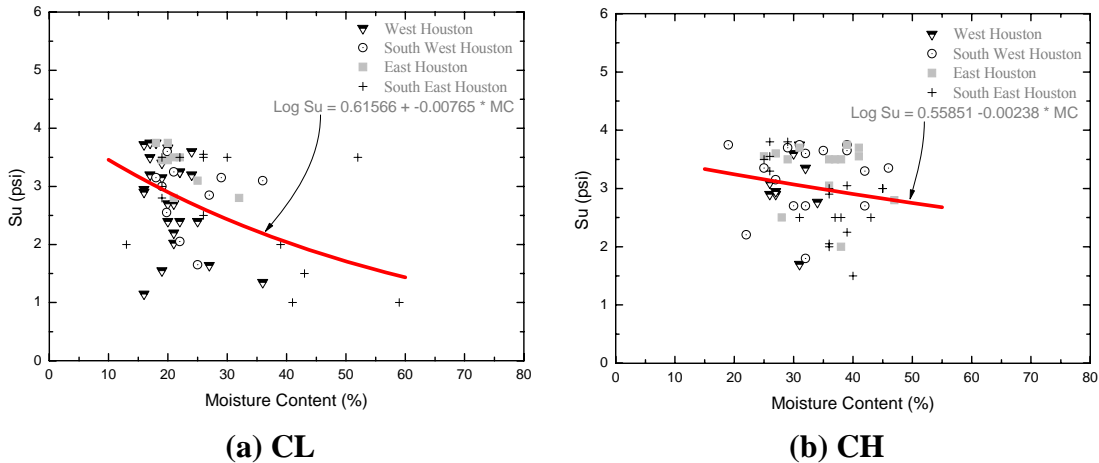 6
5
4
3
2
1
0
Su (psi)
West Houston
South West Houston
East Houston
South East Houston
Log Su = 0.61566 + -0.00765 * MC
0 10 20 30 40 50 60 70 80
Moisture Content (%)
(a) CL
6
5
4
3
2
1
0
Su (psi)
West Houston
South West Houston
East Houston
South East Houston
Log Su = 0.55851 -0.00238 * MC
0 10 20 30 40 50 60 70 80
Moisture Content (%)
(b) CH